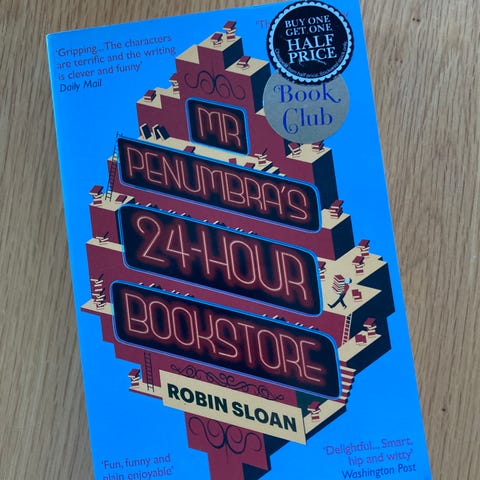 'Gripping...The characters
are terrific and the writing
is clever and funny'
Daily Mail
BUY ONE
GET ONE
HALF
PRICE
Book
Club
MR
PENUMBRA'S
24-HOUR
BOOKSTORE
ROBIN SLOAN
'Fun, funny and
plain enjoyable'
'Delightful... Smart,
hip and witty'
Washington Post